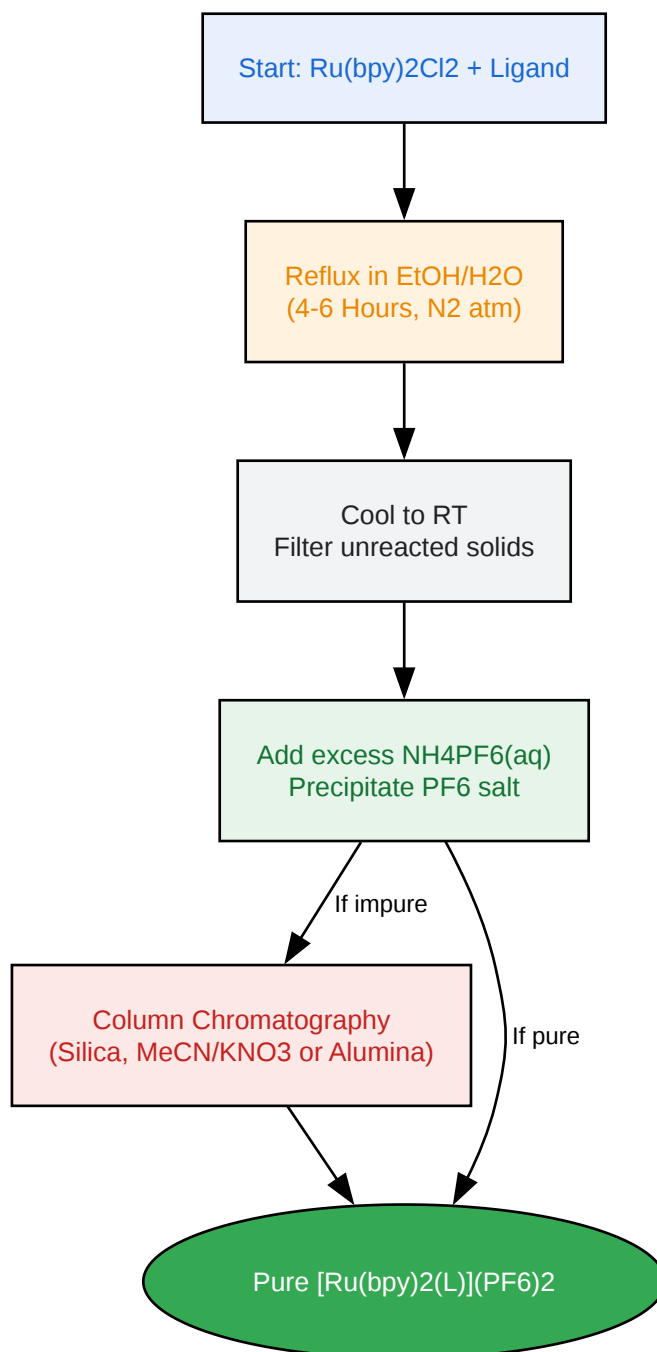 Start: Ru(bpy)2Cl2 + Ligand
Reflux in EtOH/H2O
(4-6 Hours, N2 atm)
Cool to RT
Filter unreacted solids
Add excess NH4PF6(aq)
Precipitate PF6 salt
If impure
Column Chromatography
(Silica, MeCN/KNO3 or Alumina)
If pure
Pure [Ru(bpy)2(L)](PF6)2